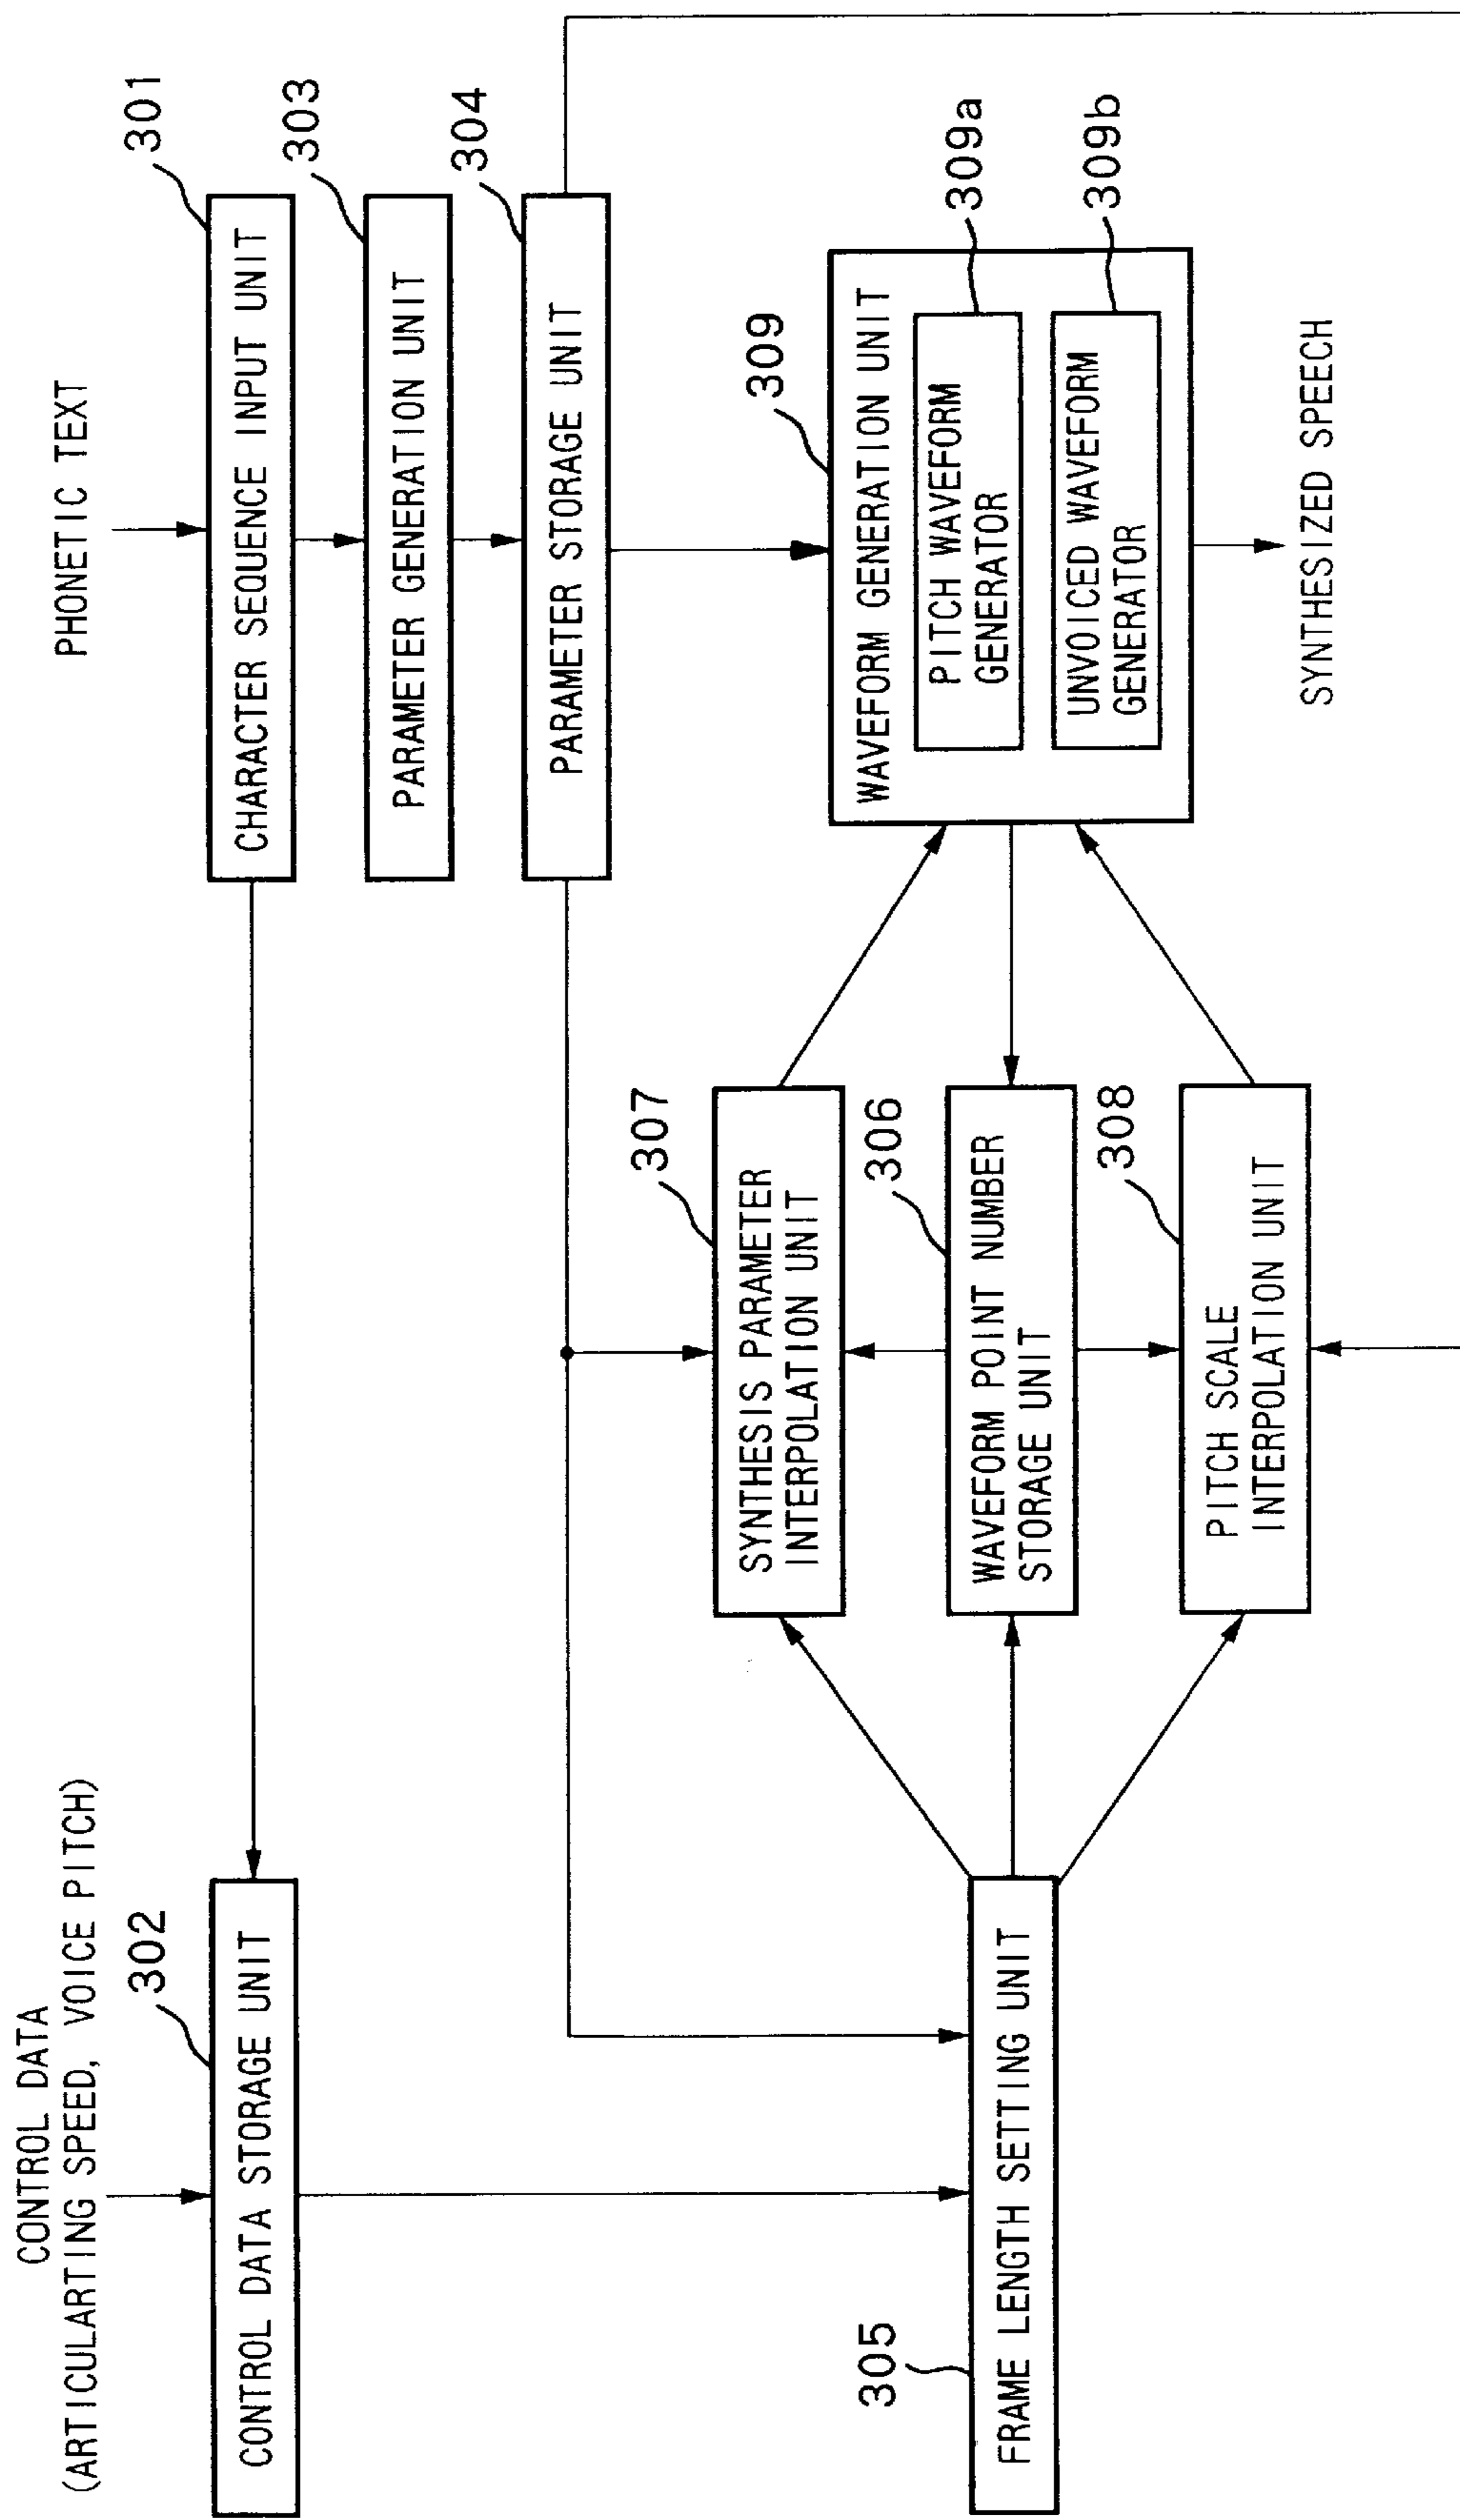 CONTROL DATA
(ARTICULARTING SPEED, VOICE PITCH)
PHONETIC TEXT
302
CONTROL DATA STORAGE UNIT
301
CHARACTER SEQUENCE INPUT UNIT
303
PARAMETER GENERATION UNIT
304
PARAMETER STORAGE UNIT
307
SYNTHESIS PARAMETER
INTERPOLATION UNIT
309
WAVEFORM GENERATION UNIT
309a
PITCH WAVEFORM
GENERATOR
309b
UNVOICED WAVEFORM
GENERATOR
305
FRAME LENGTH SETTING UNIT
306
WAVEFORM POINT NUMBER
STORAGE UNIT
308
PITCH SCALE
INTERPOLATION UNIT
SYNTHESIZED SPEECH